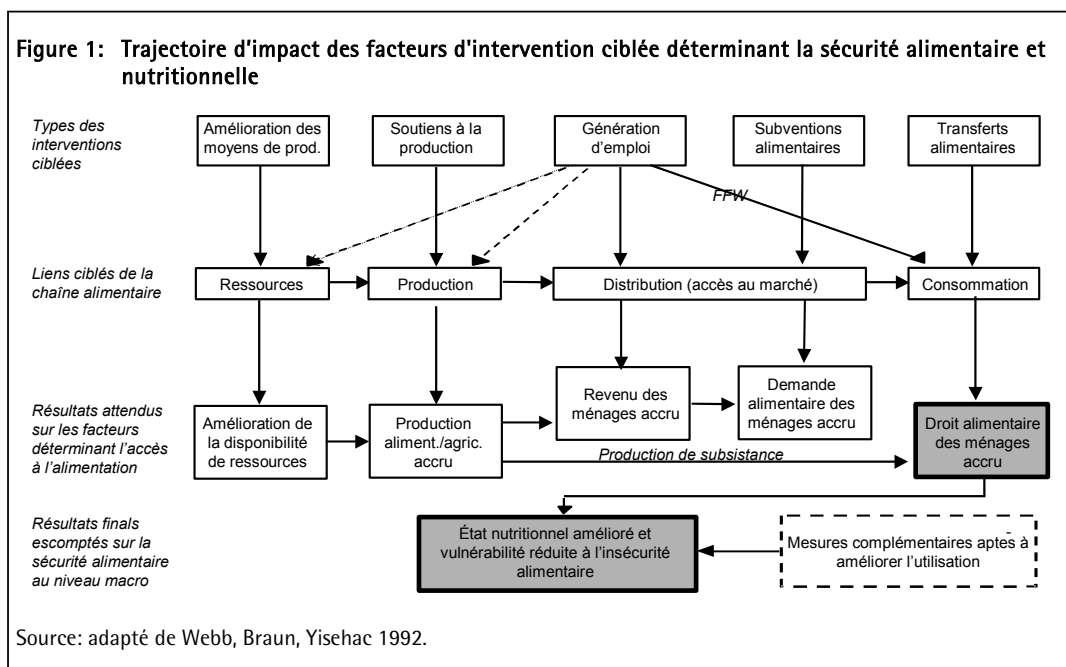 Figure 1: Trajectoire d'impact des facteurs d'intervention ciblée déterminant la sécurité alimentaire et
nutritionnelle
Types des
interventions
ciblées
Amélioration des
moyens de prod.
Soutiens à la
production
Génération
d'emploi
Subventions
alimentaires
Transferts
alimentaires
FFW
Liens ciblés de la
chaîne alimentaire
Ressources
Production
Distribution (accès au marché)
Consommation
Résultats attendus
sur les facteurs
déterminant l'accès
à l'alimentation
Amélioration de
la disponibilité
de ressources
Production
aliment./agric.
accru
Revenu des
ménages accru
Demande
alimentaire des
ménages accru
Droit alimentaire
des ménages
accru
Production de subsistance
Résultats finals
escomptés sur la
sécurité alimentaire
au niveau macro
État nutritionnel amélioré et
vulnérabilité réduite à l'insécurité
alimentaire
Mesures complémentaires aptes à
améliorer l'utilisation
Source: adapté de Webb, Braun, Yisehac 1992.